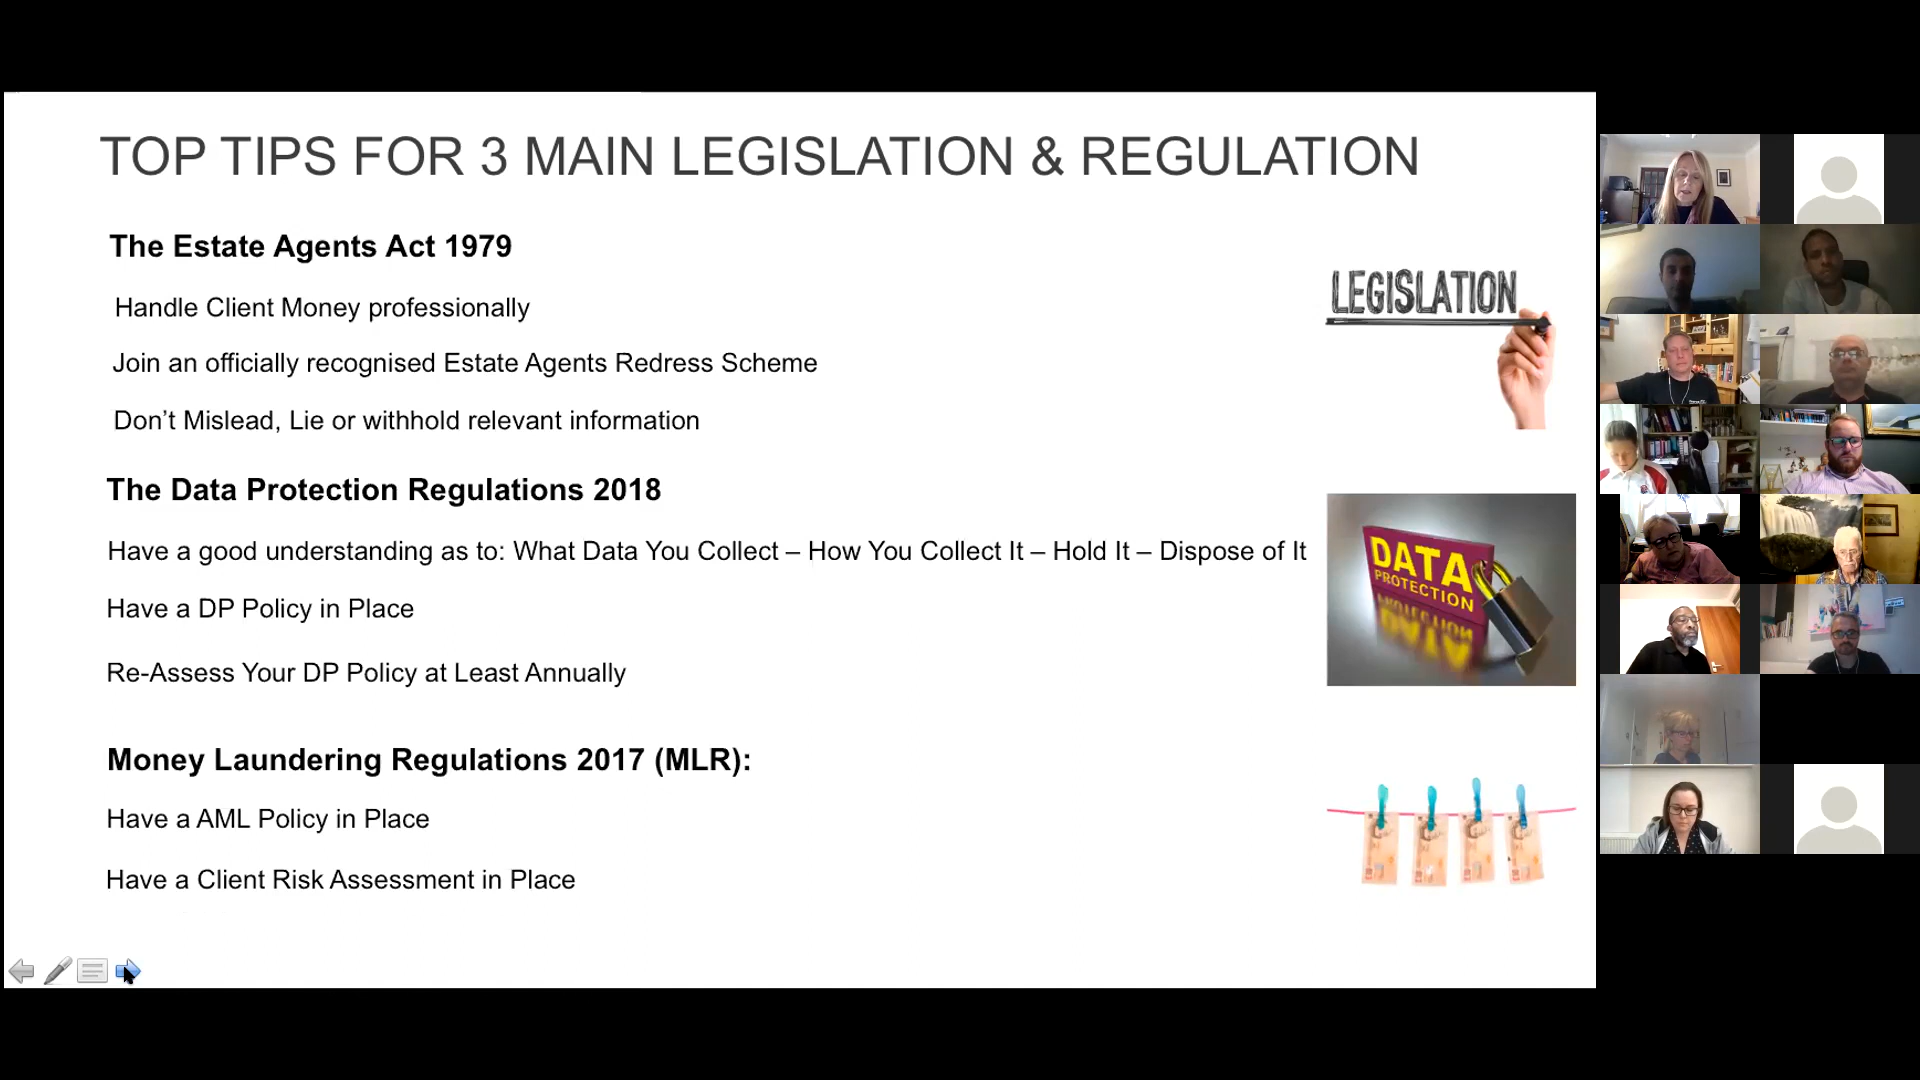 TOP TIPS FOR 3 MAIN LEGISLATION & REGULATION
The Estate Agents Act 1979
Handle Client Money professionally
Join an officially recognised Estate Agents Redress Scheme
Don’t Mislead, Lie or withhold relevant information
LEGISLATION
The Data Protection Regulations 2018
Have a good understanding as to: What Data You Collect – How You Collect It – Hold It – Dispose of It
Have a DP Policy in Place
Re-Assess Your DP Policy at Least Annually
DATA
PROTECTION
Money Laundering Regulations 2017 (MLR):
Have a AML Policy in Place
Have a Client Risk Assessment in Place